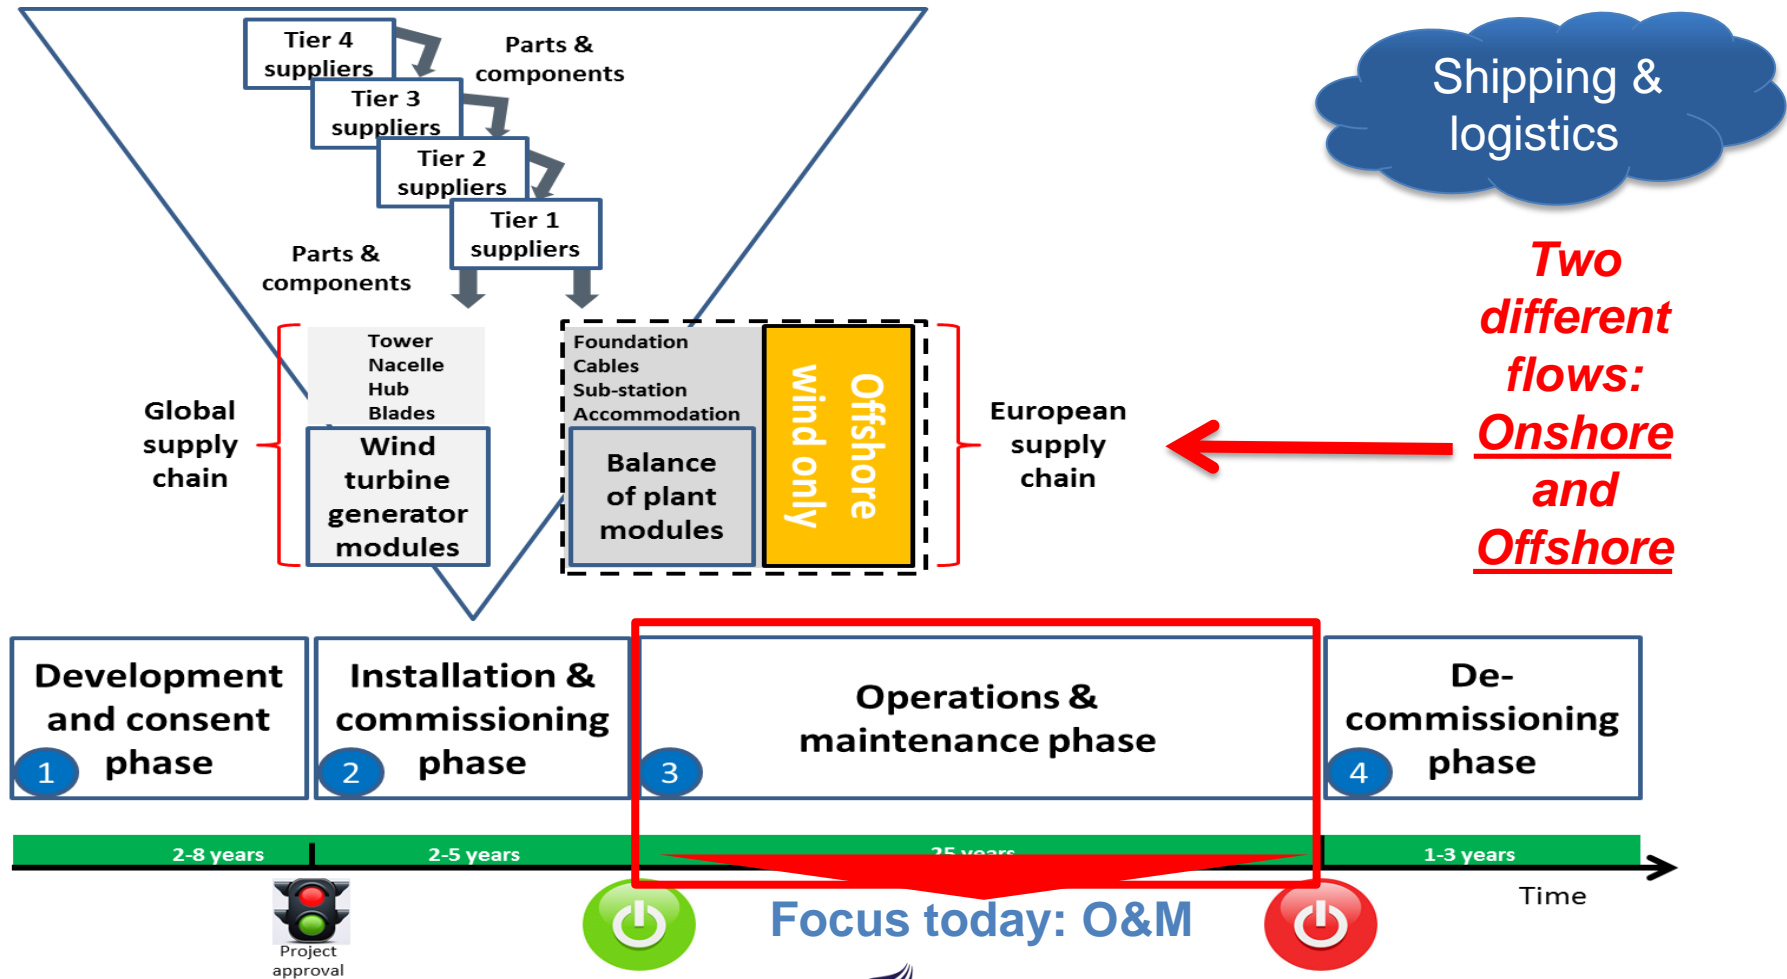 Tier 4
suppliers
Parts &
components
Tier 3
suppliers
Tier 2
suppliers
Tier 1
suppliers
Parts &
components
Shipping &
logistics
Two
different
flows:
Onshore
and
Offshore
Global
supply
chain
Tower
Nacelle
Hub
Blades
Wind
turbine
generator
modules
Foundation
Cables
Sub-station
Accommodation
Balance
of plant
modules
Offshore
wind only
European
supply
chain
Development
and consent
phase
1
Installation &
commissioning
phase
2
Operations &
maintenance phase
3
De-
commissioning
phase
4
2-8 years
2-5 years
25 years
1-3 years
Time
Project
approval
Focus today: O&M